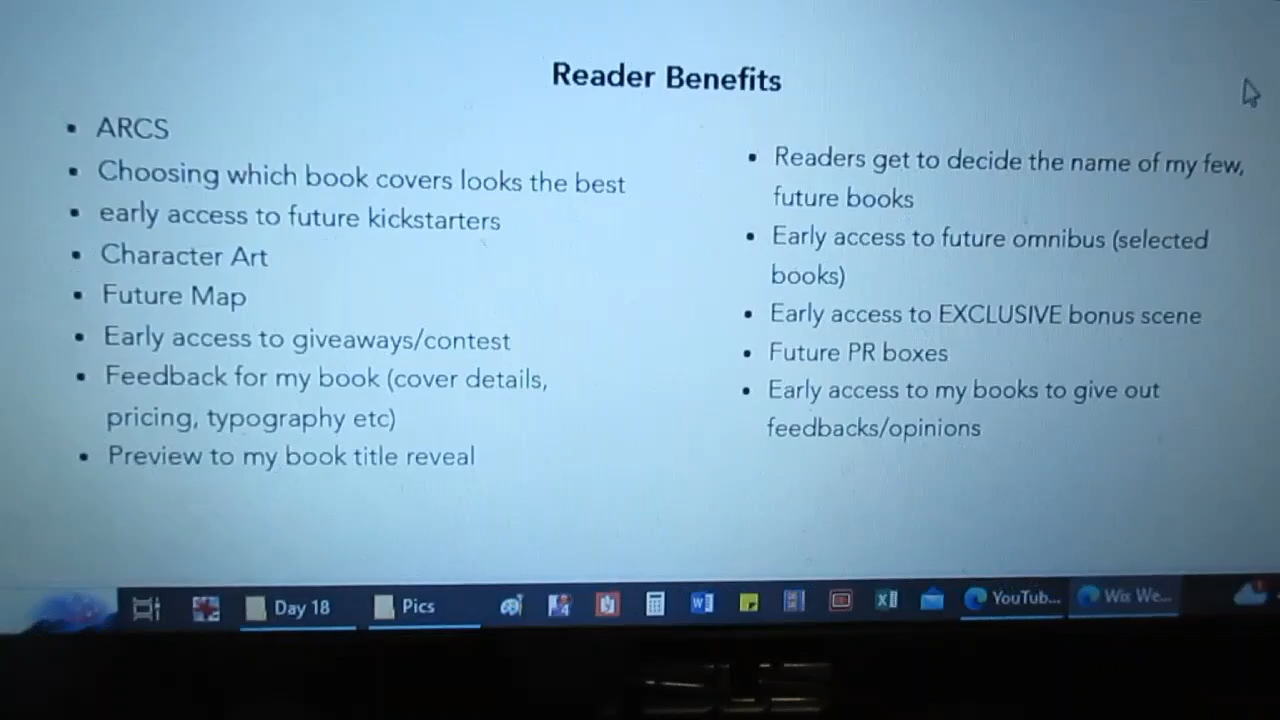 Reader Benefits
• ARCS
• Choosing which book covers looks the best
• early access to future kickstarters
• Character Art
• Future Map
• Early access to giveaways/contest
• Feedback for my book (cover details,
pricing, typography etc)
• Preview to my book title reveal
• Readers get to decide the name of my few,
future books
• Early access to future omnibus (selected
books)
• Early access to EXCLUSIVE bonus scene
• Future PR boxes
• Early access to my books to give out
feedbacks/opinions
Day 18
Pics
YouTub...
Wix We...